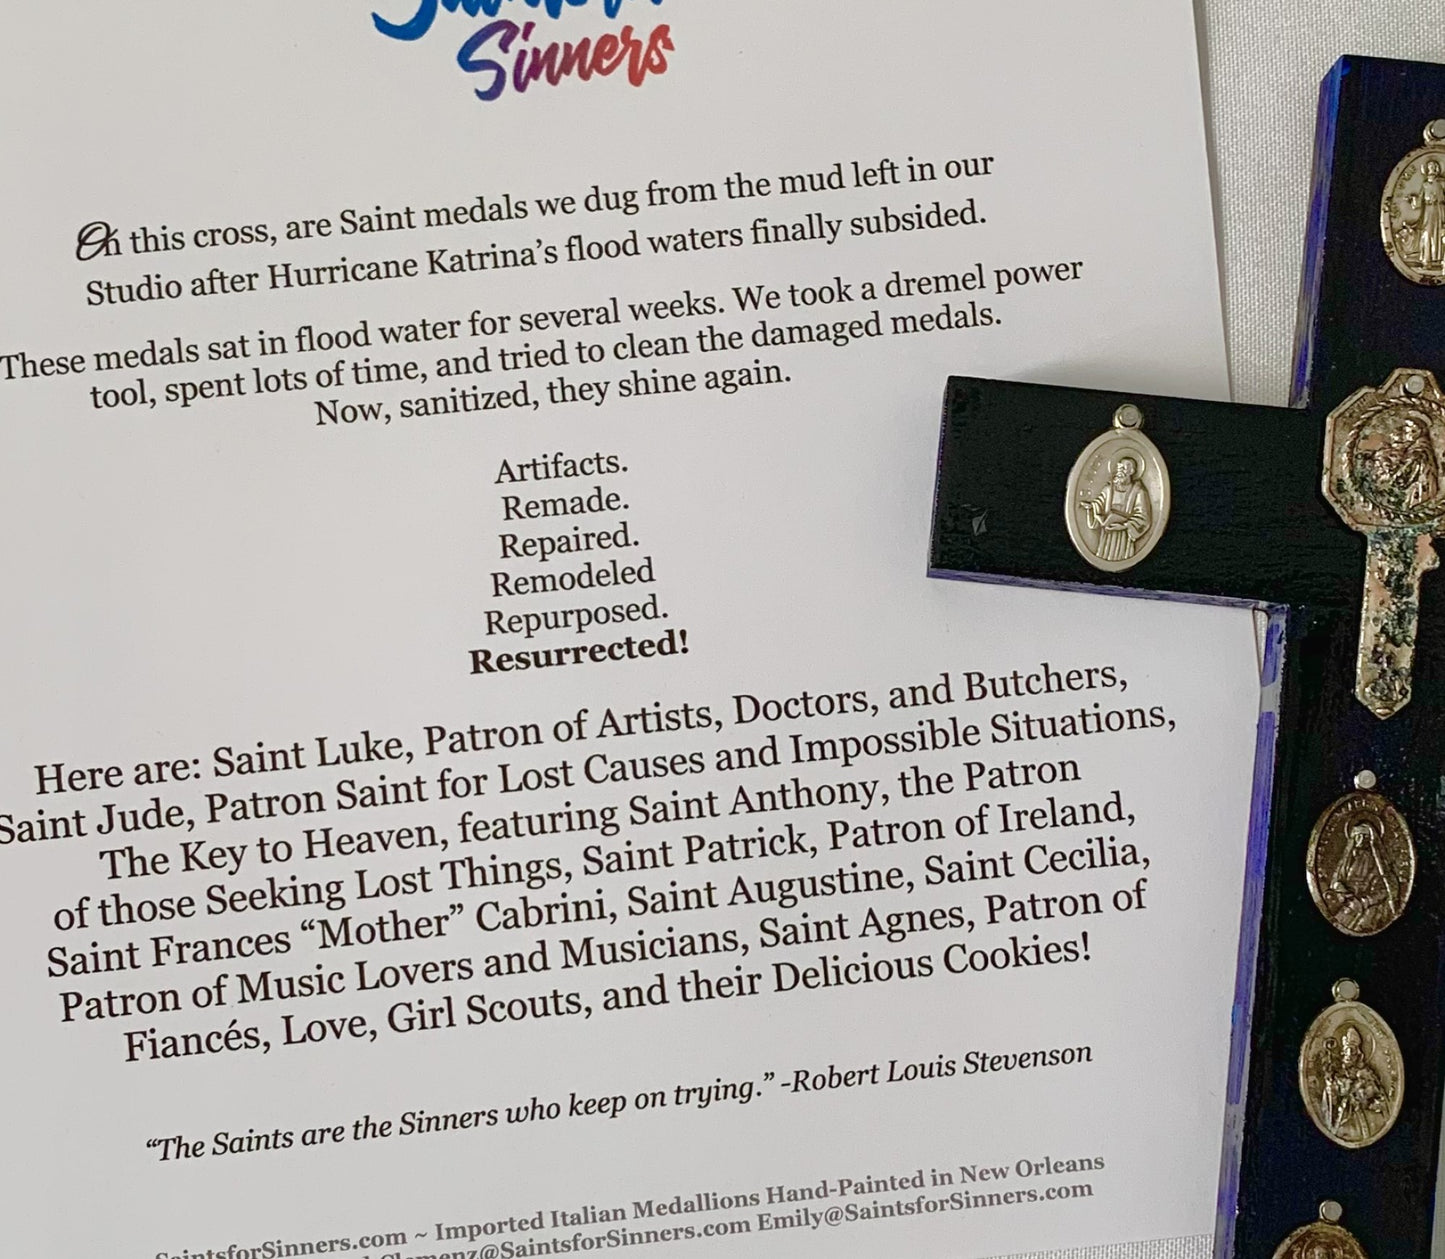 Sinners
On this cross, are Saint medals we dug from the mud left in our
Studio after Hurricane Katrina’s flood waters finally subsided.
These medals sat in flood water for several weeks. We took a dremel power
tool, spent lots of time, and tried to clean the damaged medals.
Now, sanitized, they shine again.
Artifacts.
Remade.
Repaired.
Remodeled
Repurposed.
Resurrected!
Here are: Saint Luke, Patron of Artists, Doctors, and Butchers,
Saint Jude, Patron Saint for Lost Causes and Impossible Situations,
The Key to Heaven, featuring Saint Anthony, the Patron
of those Seeking Lost Things, Saint Patrick, Patron of Ireland,
Saint Frances “Mother” Cabrini, Saint Augustine, Saint Cecilia,
Patron of Music Lovers and Musicians, Saint Agnes, Patron of
Fiancés, Love, Girl Scouts, and their Delicious Cookies!
“The Saints are the Sinners who keep on trying.” -Robert Louis Stevenson
SaintsforSinners.com ~ Imported Italian Medallions Hand-Painted in New Orleans
Emily@SaintsforSinners.com